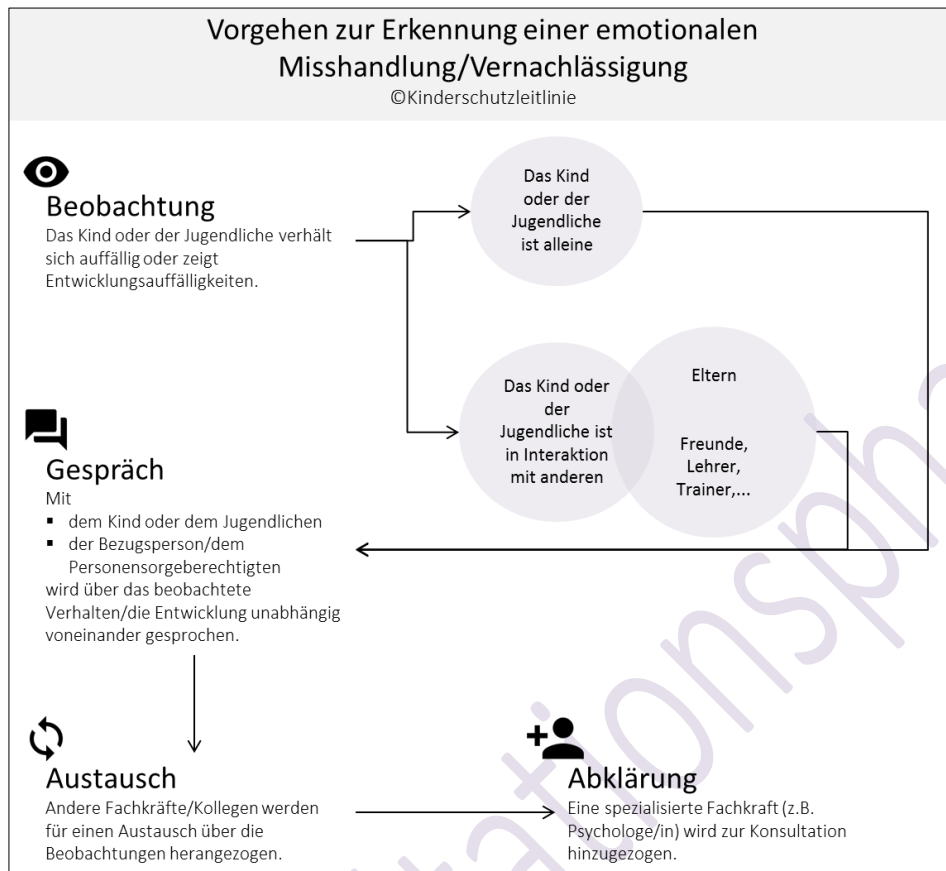 Vorgehen zur Erkennung einer emotionalen
Misshandlung/Vernachlässigung
©Kinderschutzleitlinie
Beobachtung
Das Kind oder der Jugendliche verhält
sich auffällig oder zeigt
Entwicklungsauffälligkeiten.
Das Kind
oder der
Jugendliche
ist alleine
Das Kind oder
der
Jugendliche ist
in Interaktion
mit anderen
Eltern
Freunde,
Lehrer,
Trainer,...
Gespräch
Mit
▪ dem Kind oder dem Jugendlichen
▪ der Bezugsperson/dem
Personensorgeberechtigten
wird über das beobachtete
Verhalten/die Entwicklung unabhängig
voneinander gesprochen.
Austausch
Andere Fachkräfte/Kollegen werden
für einen Austausch über die
Beobachtungen herangezogen.
Abklärung
Eine spezialisierte Fachkraft (z.B.
Psychologe/in) wird zur Konsultation
hinzugezogen.